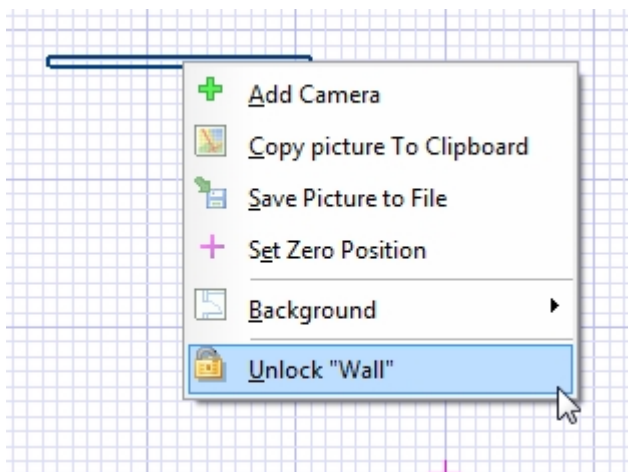 Add Camera
Copy picture To Clipboard
Save Picture to File
Set Zero Position
Background
Unlock "Wall"